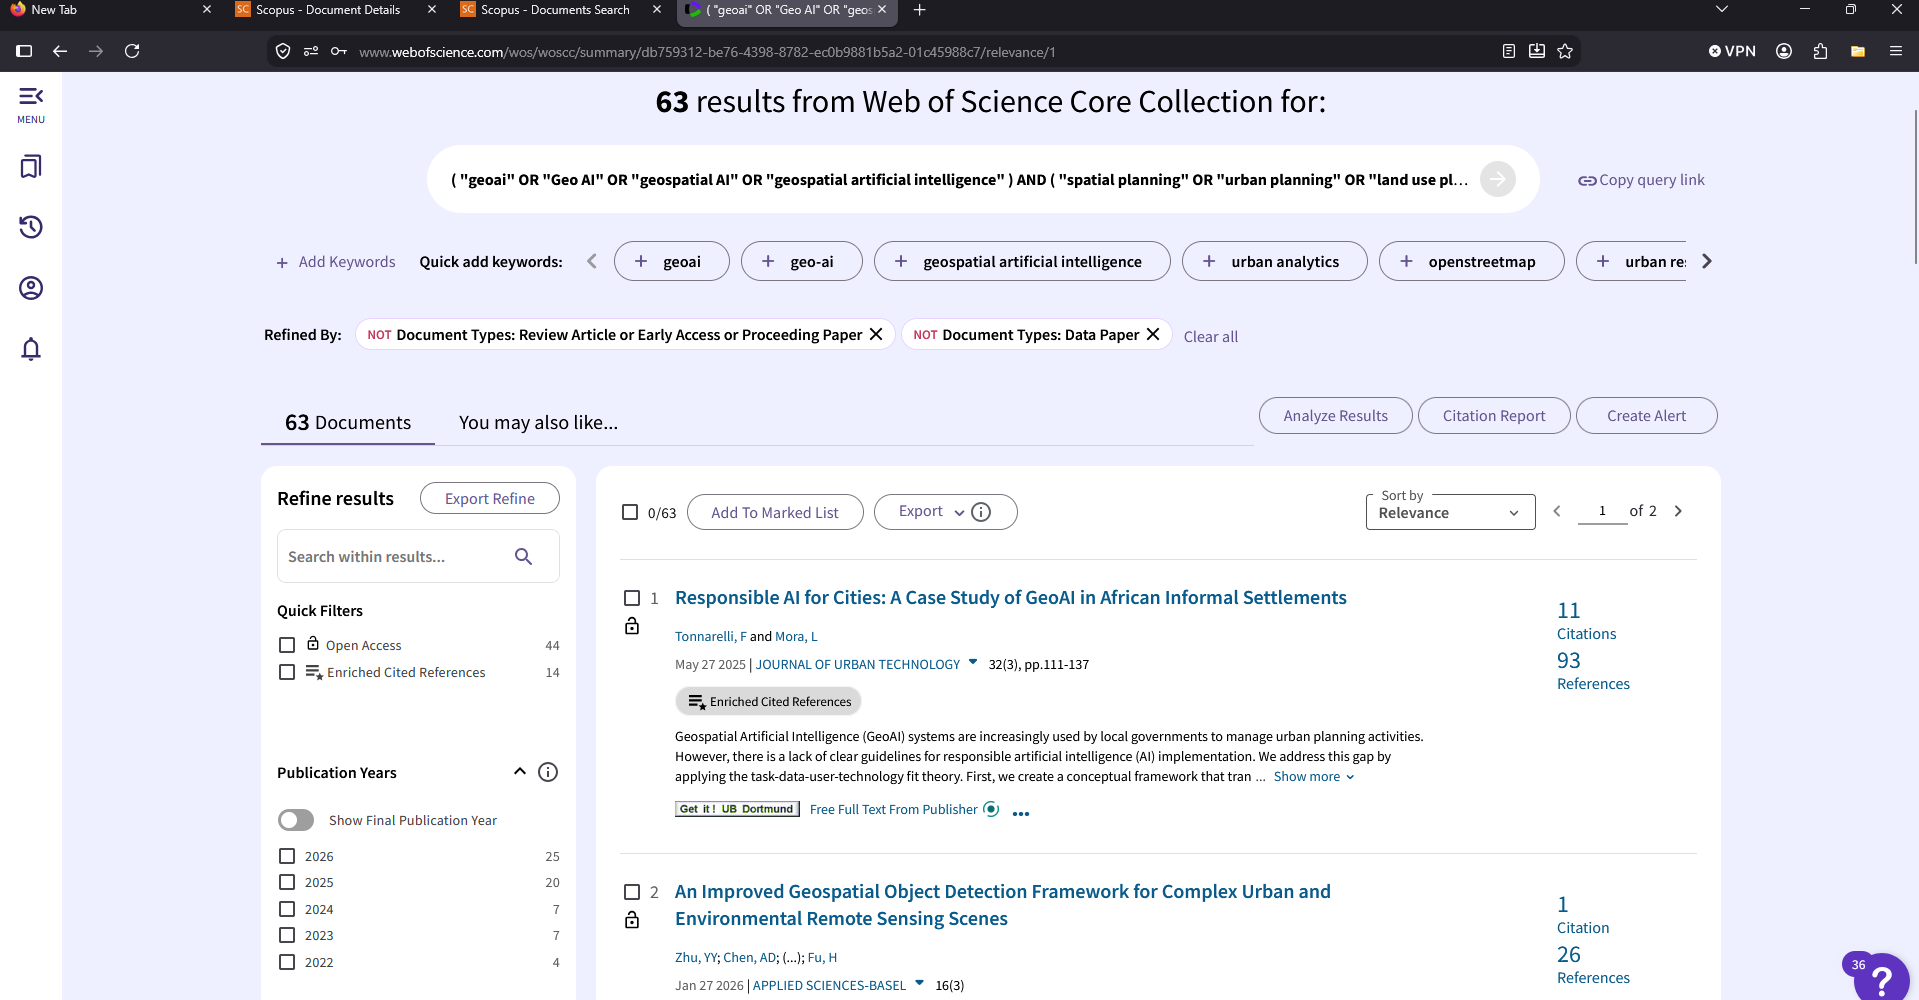 New Tab
Scopus - Document Details
Scopus - Documents Search
( "geoai" OR "Geo AI" OR "geos
www.webofscience.com/wos/woscc/summary/db759312-be76-4398-8782-ec0b9881b5a2-01c45988c7/relevance/1
VPN
MENU
63 results from Web of Science Core Collection for:
( "geoai" OR "Geo AI" OR "geospatial AI" OR "geospatial artificial intelligence" ) AND ( "spatial planning" OR "urban planning" OR "land use pl...
Copy query link
+ Add Keywords
Quick add keywords:
+ geoai
+ geo-ai
+ geospatial artificial intelligence
+ urban analytics
+ openstreetmap
+ urban re
Refined By:
NOT Document Types: Review Article or Early Access or Proceeding Paper
NOT Document Types: Data Paper
Clear all
63 Documents
You may also like...
Analyze Results
Citation Report
Create Alert
Refine results
Export Refine
Search within results...
Quick Filters
Open Access 44
Enriched Cited References 14
Publication Years
Show Final Publication Year
2026 25
2025 20
2024 7
2023 7
2022 4
0/63
Add To Marked List
Export
Sort by
Relevance
1 of 2
1 Responsible AI for Cities: A Case Study of GeoAI in African Informal Settlements
Tonnarelli, F and Mora, L
May 27 2025 | JOURNAL OF URBAN TECHNOLOGY 32(3), pp.111-137
Enriched Cited References
Geospatial Artificial Intelligence (GeoAI) systems are increasingly used by local governments to manage urban planning activities.
However, there is a lack of clear guidelines for responsible artificial intelligence (AI) implementation. We address this gap by
applying the task-data-user-technology fit theory. First, we create a conceptual framework that tran ... Show more
Get it! UB Dortmund
Free Full Text From Publisher
11
Citations
93
References
2 An Improved Geospatial Object Detection Framework for Complex Urban and
Environmental Remote Sensing Scenes
Zhu, YY; Chen, AD; (...); Fu, H
Jan 27 2026 | APPLIED SCIENCES-BASEL 16(3)
1
Citation
26
References
36
?